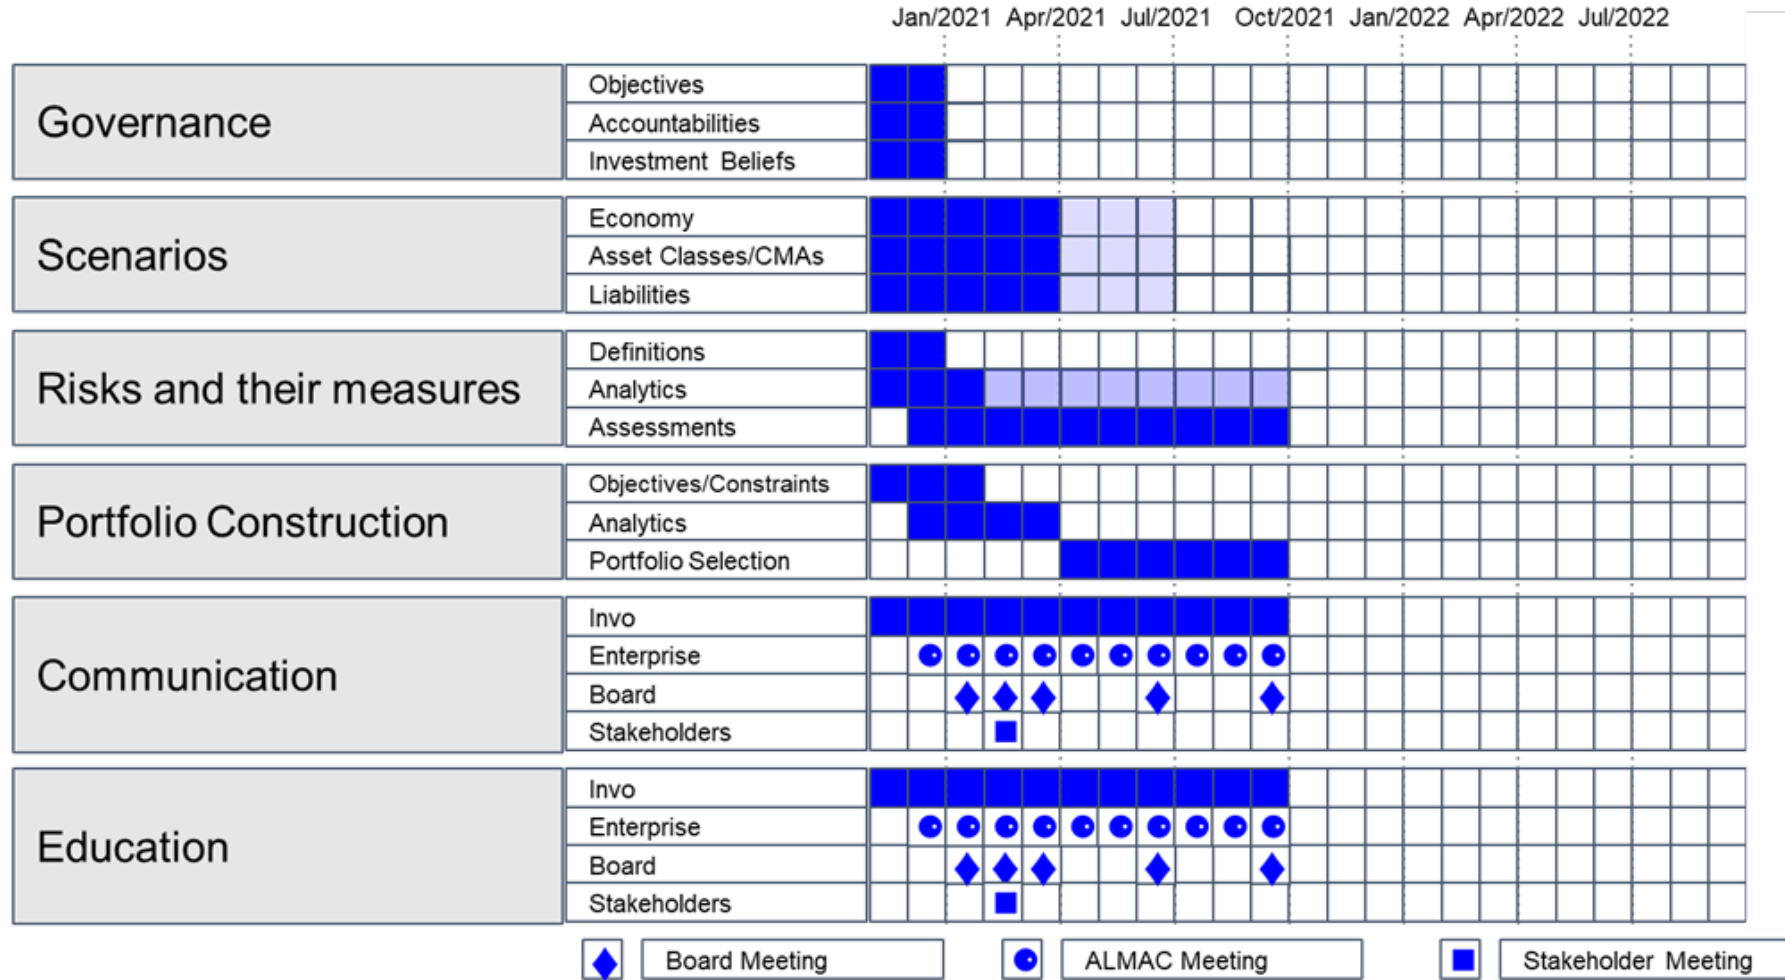 Jan/2021 Apr/2021 Jul/2021 Oct/2021 Jan/2022 Apr/2022 Jul/2022
Governance
Objectives
Accountabilities
Investment Beliefs
Scenarios
Economy
Asset Classes/CMAs
Liabilities
Risks and their measures
Definitions
Analytics
Assessments
Portfolio Construction
Objectives/Constraints
Analytics
Portfolio Selection
Communication
Invo
Enterprise
Board
Stakeholders
Education
Invo
Enterprise
Board
Stakeholders
Board Meeting
ALMAC Meeting
Stakeholder Meeting